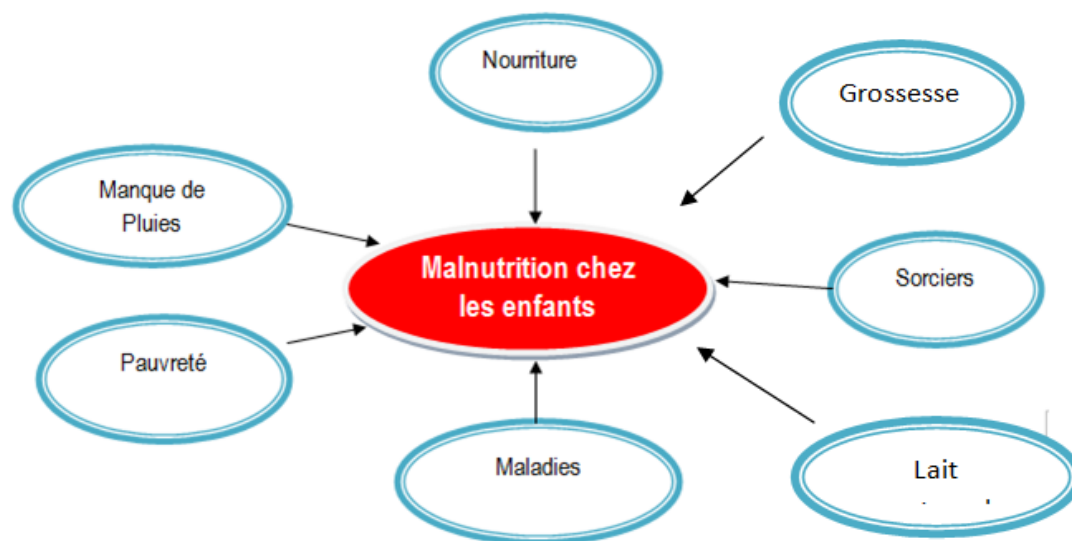 Nourriture
Grossesse
Manque de
Pluies
Malnutrition chez
les enfants
Sorciers
Pauvreté
Maladies
Lait